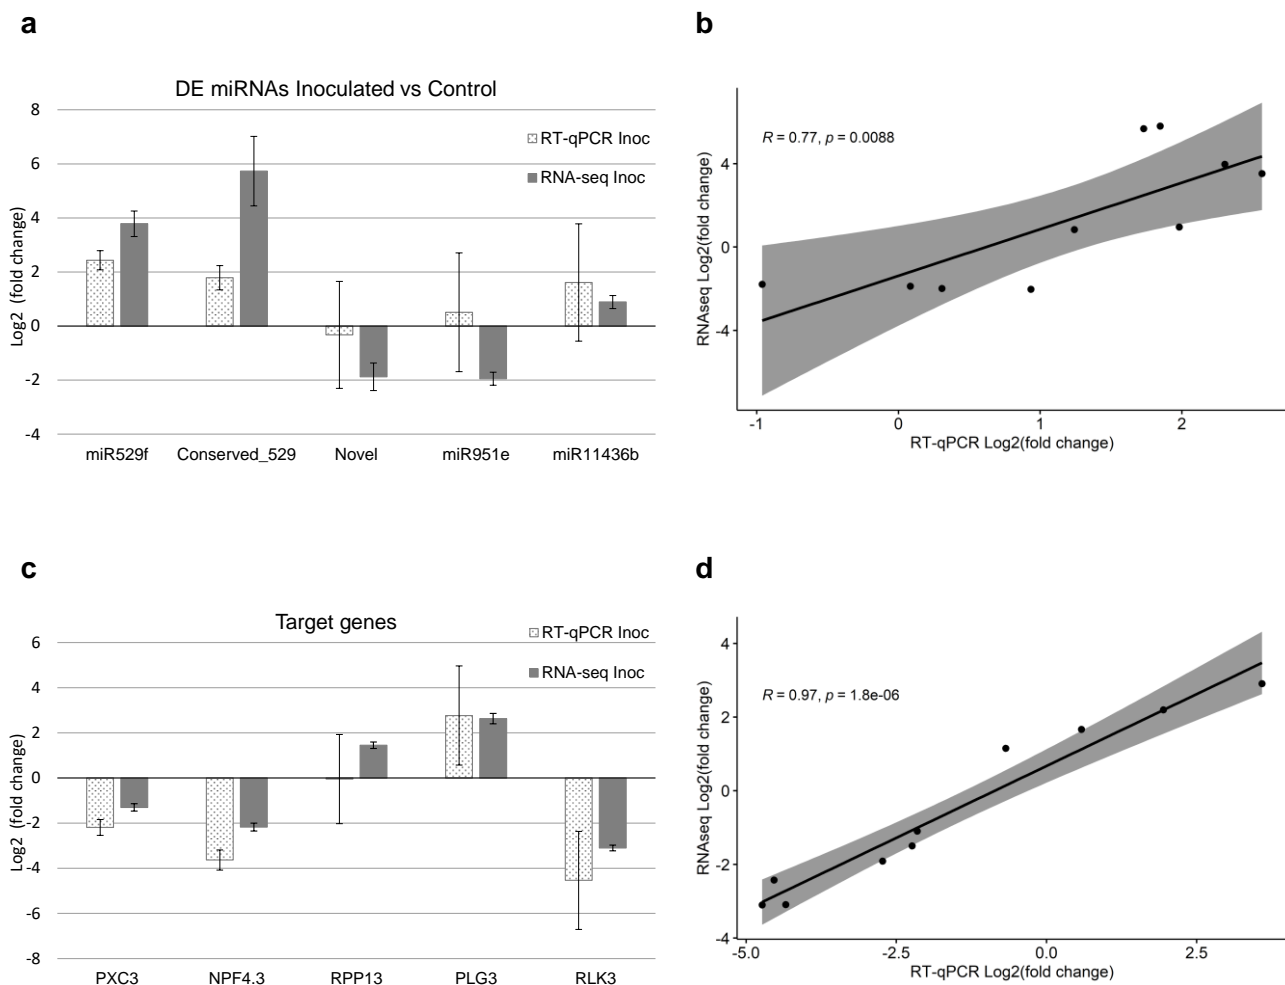 a
DE miRNAs Inoculated vs Control
RT-qPCR Inoc
RNA-seq Inoc
Log2 (fold change)
8
6
4
2
0
-2
-4
miR529f
Conserved_529
Novel
miR951e
miR11436b
b
R = 0.77, p = 0.0088
RNAseq Log2(fold change)
4
0
-4
-1
0
1
2
RT-qPCR Log2(fold change)
c
Target genes
RT-qPCR Inoc
RNA-seq Inoc
Log2 (fold change)
6
4
2
0
-2
-4
-6
-8
PXC3
NPF4.3
RPP13
PLG3
RLK3
d
R = 0.97, p = 1.8e-06
RNAseq Log2(fold change)
4
2
0
-2
-4
-5.0
-2.5
0.0
2.5
RT-qPCR Log2(fold change)